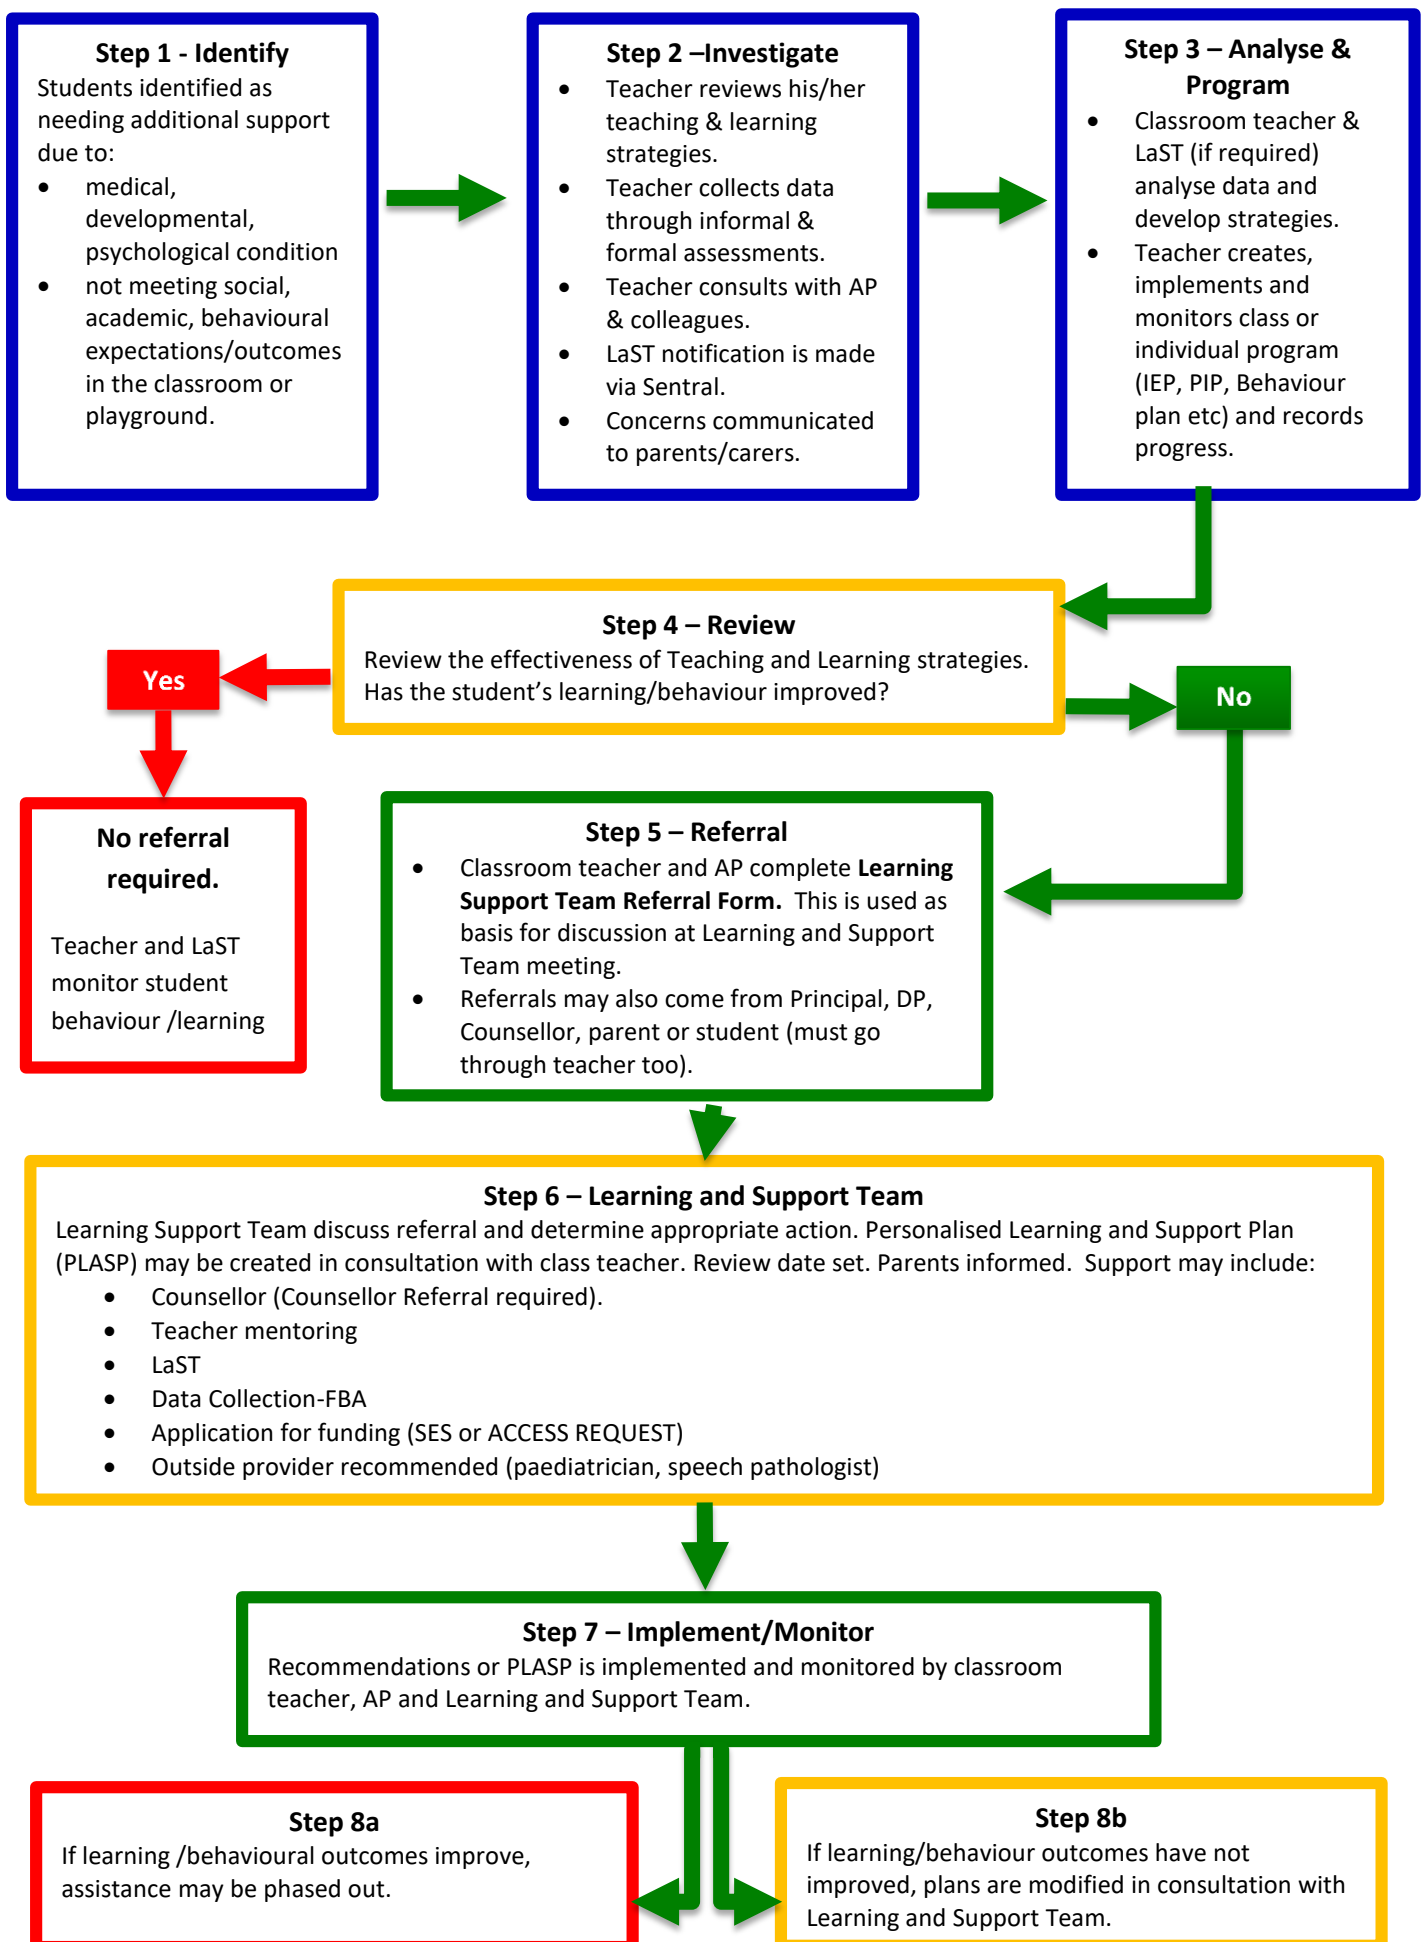 Step 1 - Identify
Students identified as
needing additional support
due to:
• medical,
developmental,
psychological condition
• not meeting social,
academic, behavioural
expectations/outcomes
in the classroom or
playground.
Step 2 –Investigate
• Teacher reviews his/her
teaching & learning
strategies.
• Teacher collects data
through informal &
formal assessments.
• Teacher consults with AP
& colleagues.
• LaST notification is made
via Sentral.
• Concerns communicated
to parents/carers.
Step 3 – Analyse &
Program
• Classroom teacher &
LaST (if required)
analyse data and
develop strategies.
• Teacher creates,
implements and
monitors class or
individual program
(IEP, PIP, Behaviour
plan etc) and records
progress.
Step 4 – Review
Review the effectiveness of Teaching and Learning strategies.
Has the student’s learning/behaviour improved?
Yes
No
No referral
required.
Teacher and LaST
monitor student
behaviour /learning
Step 5 – Referral
• Classroom teacher and AP complete Learning
Support Team Referral Form. This is used as
basis for discussion at Learning and Support
Team meeting.
• Referrals may also come from Principal, DP,
Counsellor, parent or student (must go
through teacher too).
Step 6 – Learning and Support Team
Learning Support Team discuss referral and determine appropriate action. Personalised Learning and Support Plan
(PLASP) may be created in consultation with class teacher. Review date set. Parents informed. Support may include:
• Counsellor (Counsellor Referral required).
• Teacher mentoring
• LaST
• Data Collection-FBA
• Application for funding (SES or ACCESS REQUEST)
• Outside provider recommended (paediatrician, speech pathologist)
Step 7 – Implement/Monitor
Recommendations or PLASP is implemented and monitored by classroom
teacher, AP and Learning and Support Team.
Step 8a
If learning /behavioural outcomes improve,
assistance may be phased out.
Step 8b
If learning/behaviour outcomes have not
improved, plans are modified in consultation with
Learning and Support Team.